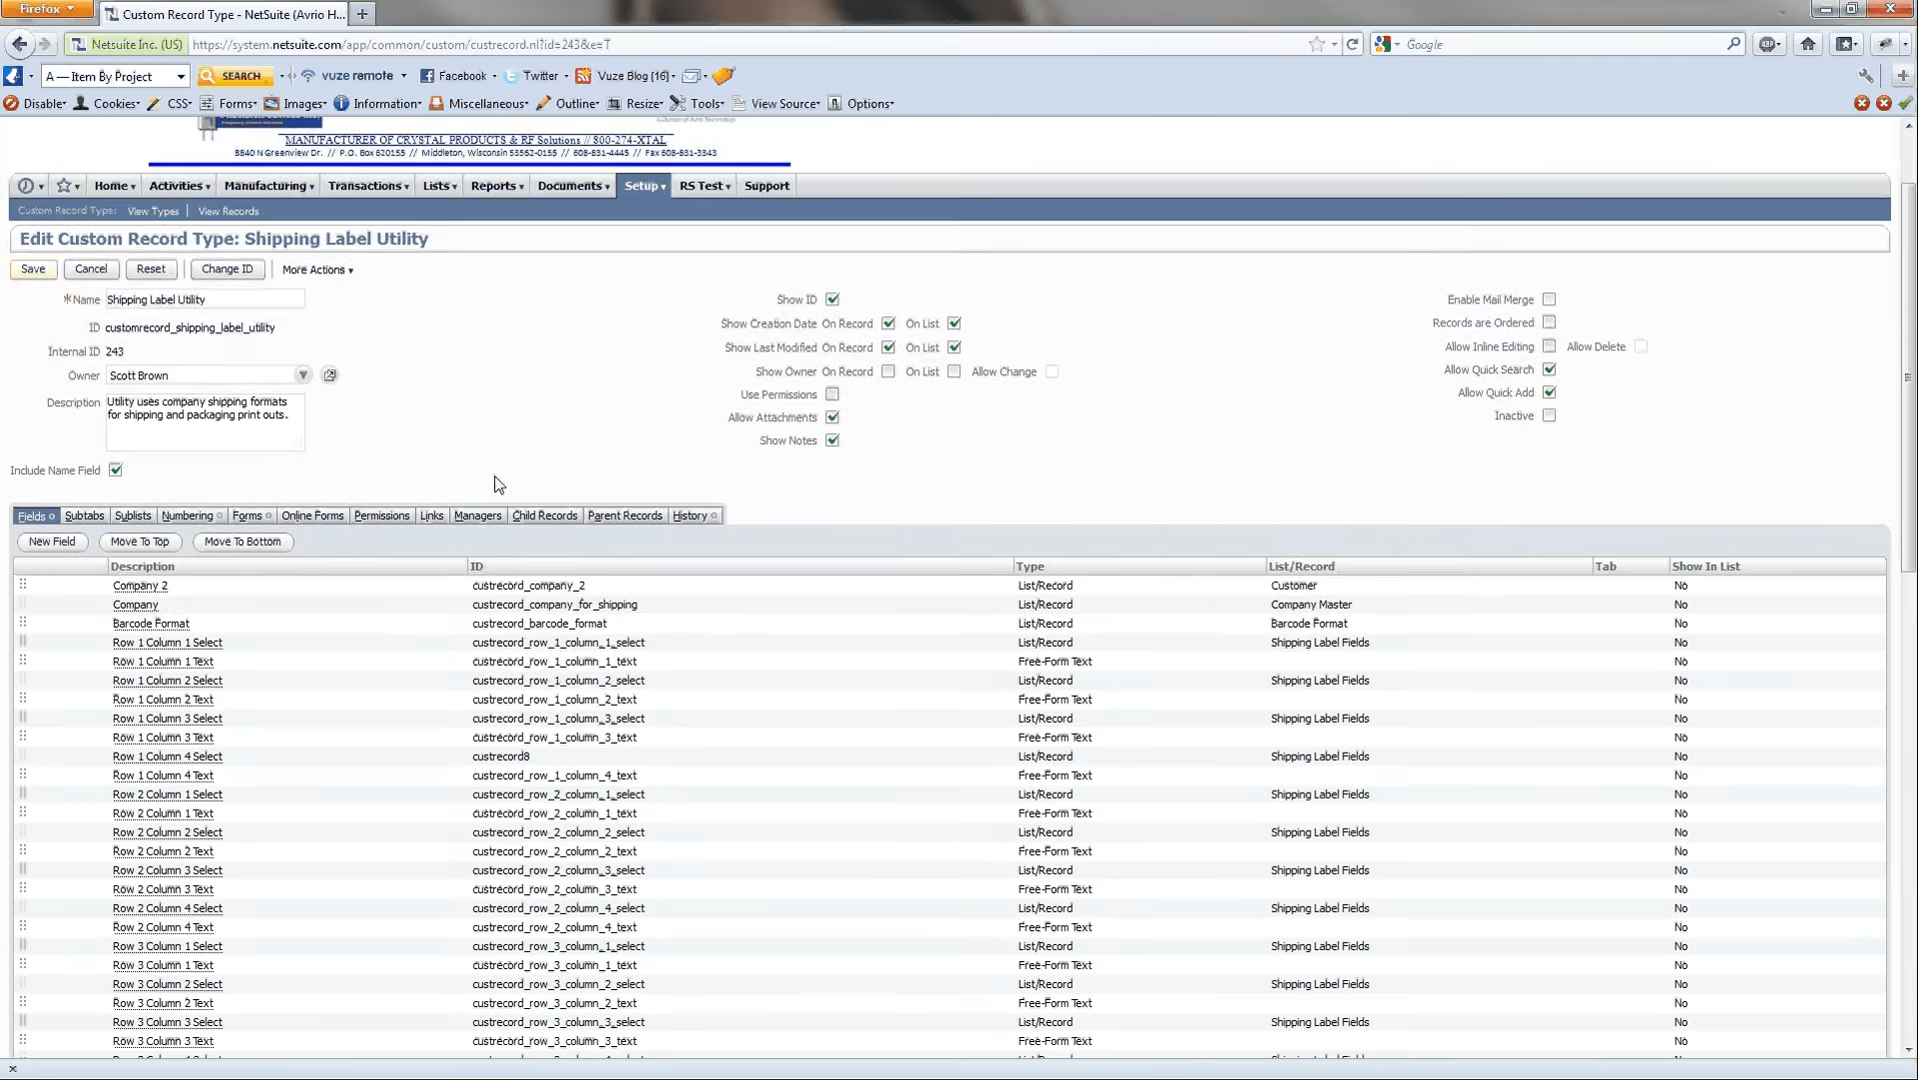 Firefox
Custom Record Type - NetSuite (Avrio H...
Netsuite Inc. (US)
https://system.netsuite.com/app/common/custom/custrecord.nl?id=243&e=T
Google
A — Item By Project
SEARCH
vuze remote
Facebook
Twitter
Vuze Blog [16]
Disable
Cookies
CSS
Forms
Images
Information
Miscellaneous
Outline
Resize
Tools
View Source
Options
MANUFACTURER OF CRYSTAL PRODUCTS & RF Solutions // 800-274-XTAL
8840 N Greenview Dr. // P.O. Box 620155 // Middleton, Wisconsin 53562-0155 // 608-831-4445 // Fax 608-831-3343
Home
Activities
Manufacturing
Transactions
Lists
Reports
Documents
Setup
RS Test
Support
Custom Record Type:
View Types
View Records
Edit Custom Record Type: Shipping Label Utility
Save
Cancel
Reset
Change ID
More Actions
Name Shipping Label Utility
ID customrecord_shipping_label_utility
Internal ID 243
Owner Scott Brown
Description Utility uses company shipping formats
for shipping and packaging print outs.
Include Name Field
Show ID
Show Creation Date On Record On List
Show Last Modified On Record On List
Show Owner On Record On List Allow Change
Use Permissions
Allow Attachments
Show Notes
Enable Mail Merge
Records are Ordered
Allow Inline Editing Allow Delete
Allow Quick Search
Allow Quick Add
Inactive
Fields
Subtabs
Sublists
Numbering
Forms
Online Forms
Permissions
Links
Managers
Child Records
Parent Records
History
New Field
Move To Top
Move To Bottom
Description ID Type List/Record Tab Show In List
Company 2 custrecord_company_2 List/Record Customer No
Company custrecord_company_for_shipping List/Record Company Master No
Barcode Format custrecord_barcode_format List/Record Barcode Format No
Row 1 Column 1 Select custrecord_row_1_column_1_select List/Record Shipping Label Fields No
Row 1 Column 1 Text custrecord_row_1_column_1_text Free-Form Text No
Row 1 Column 2 Select custrecord_row_1_column_2_select List/Record Shipping Label Fields No
Row 1 Column 2 Text custrecord_row_1_column_2_text Free-Form Text No
Row 1 Column 3 Select custrecord_row_1_column_3_select List/Record Shipping Label Fields No
Row 1 Column 3 Text custrecord_row_1_column_3_text Free-Form Text No
Row 1 Column 4 Select custrecord8 List/Record Shipping Label Fields No
Row 1 Column 4 Text custrecord_row_1_column_4_text Free-Form Text No
Row 2 Column 1 Select custrecord_row_2_column_1_select List/Record Shipping Label Fields No
Row 2 Column 1 Text custrecord_row_2_column_1_text Free-Form Text No
Row 2 Column 2 Select custrecord_row_2_column_2_select List/Record Shipping Label Fields No
Row 2 Column 2 Text custrecord_row_2_column_2_text Free-Form Text No
Row 2 Column 3 Select custrecord_row_2_column_3_select List/Record Shipping Label Fields No
Row 2 Column 3 Text custrecord_row_2_column_3_text Free-Form Text No
Row 2 Column 4 Select custrecord_row_2_column_4_select List/Record Shipping Label Fields No
Row 2 Column 4 Text custrecord_row_2_column_4_text Free-Form Text No
Row 3 Column 1 Select custrecord_row_3_column_1_select List/Record Shipping Label Fields No
Row 3 Column 1 Text custrecord_row_3_column_1_text Free-Form Text No
Row 3 Column 2 Select custrecord_row_3_column_2_select List/Record Shipping Label Fields No
Row 3 Column 2 Text custrecord_row_3_column_2_text Free-Form Text No
Row 3 Column 3 Select custrecord_row_3_column_3_select List/Record Shipping Label Fields No
Row 3 Column 3 Text custrecord_row_3_column_3_text Free-Form Text No